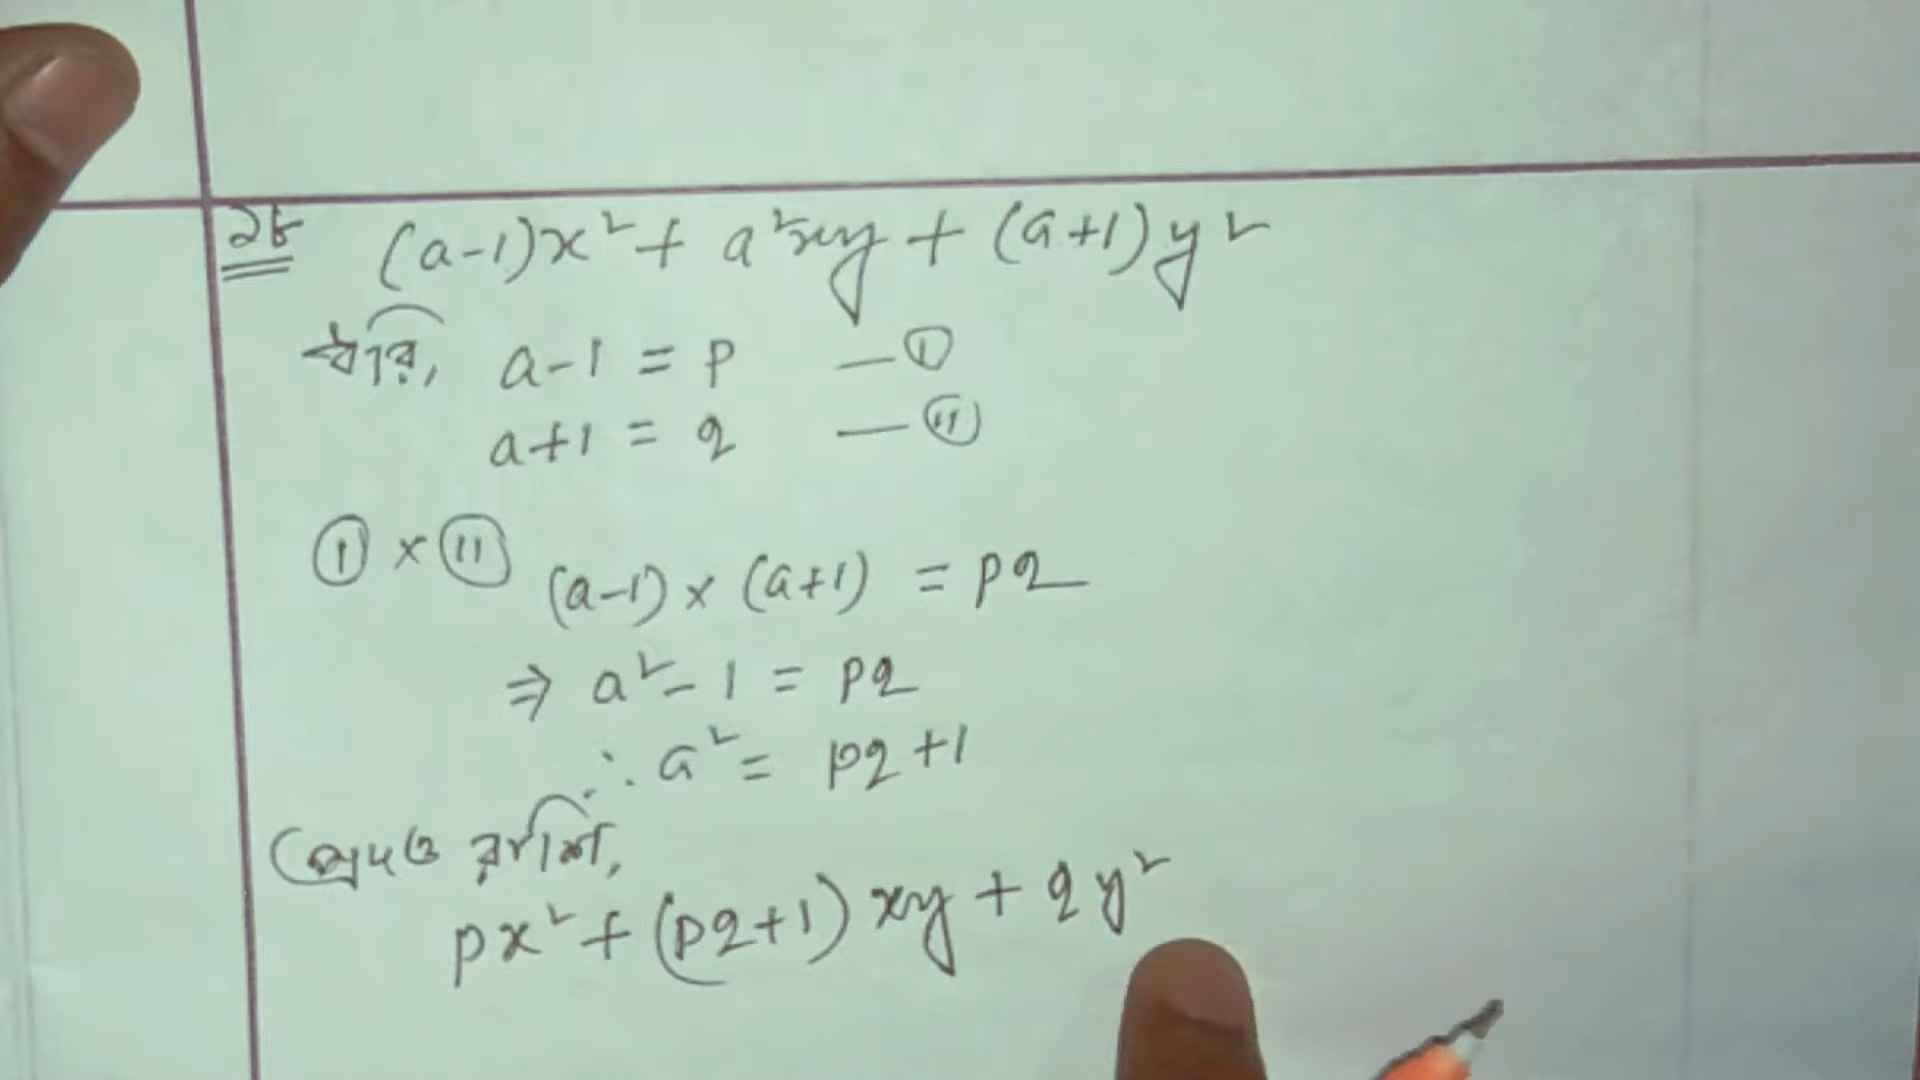 ২৮ (a-1)x² + a²xy + (a+1)y²
ধরি, a-1 = p —(i)
a+1 = q —(ii)
(i) × (ii)
(a-1) × (a+1) = pq
⇒ a² - 1 = pq
∴ a² = pq + 1
প্রদত্ত রাশি,
px² + (pq+1) xy + qy²